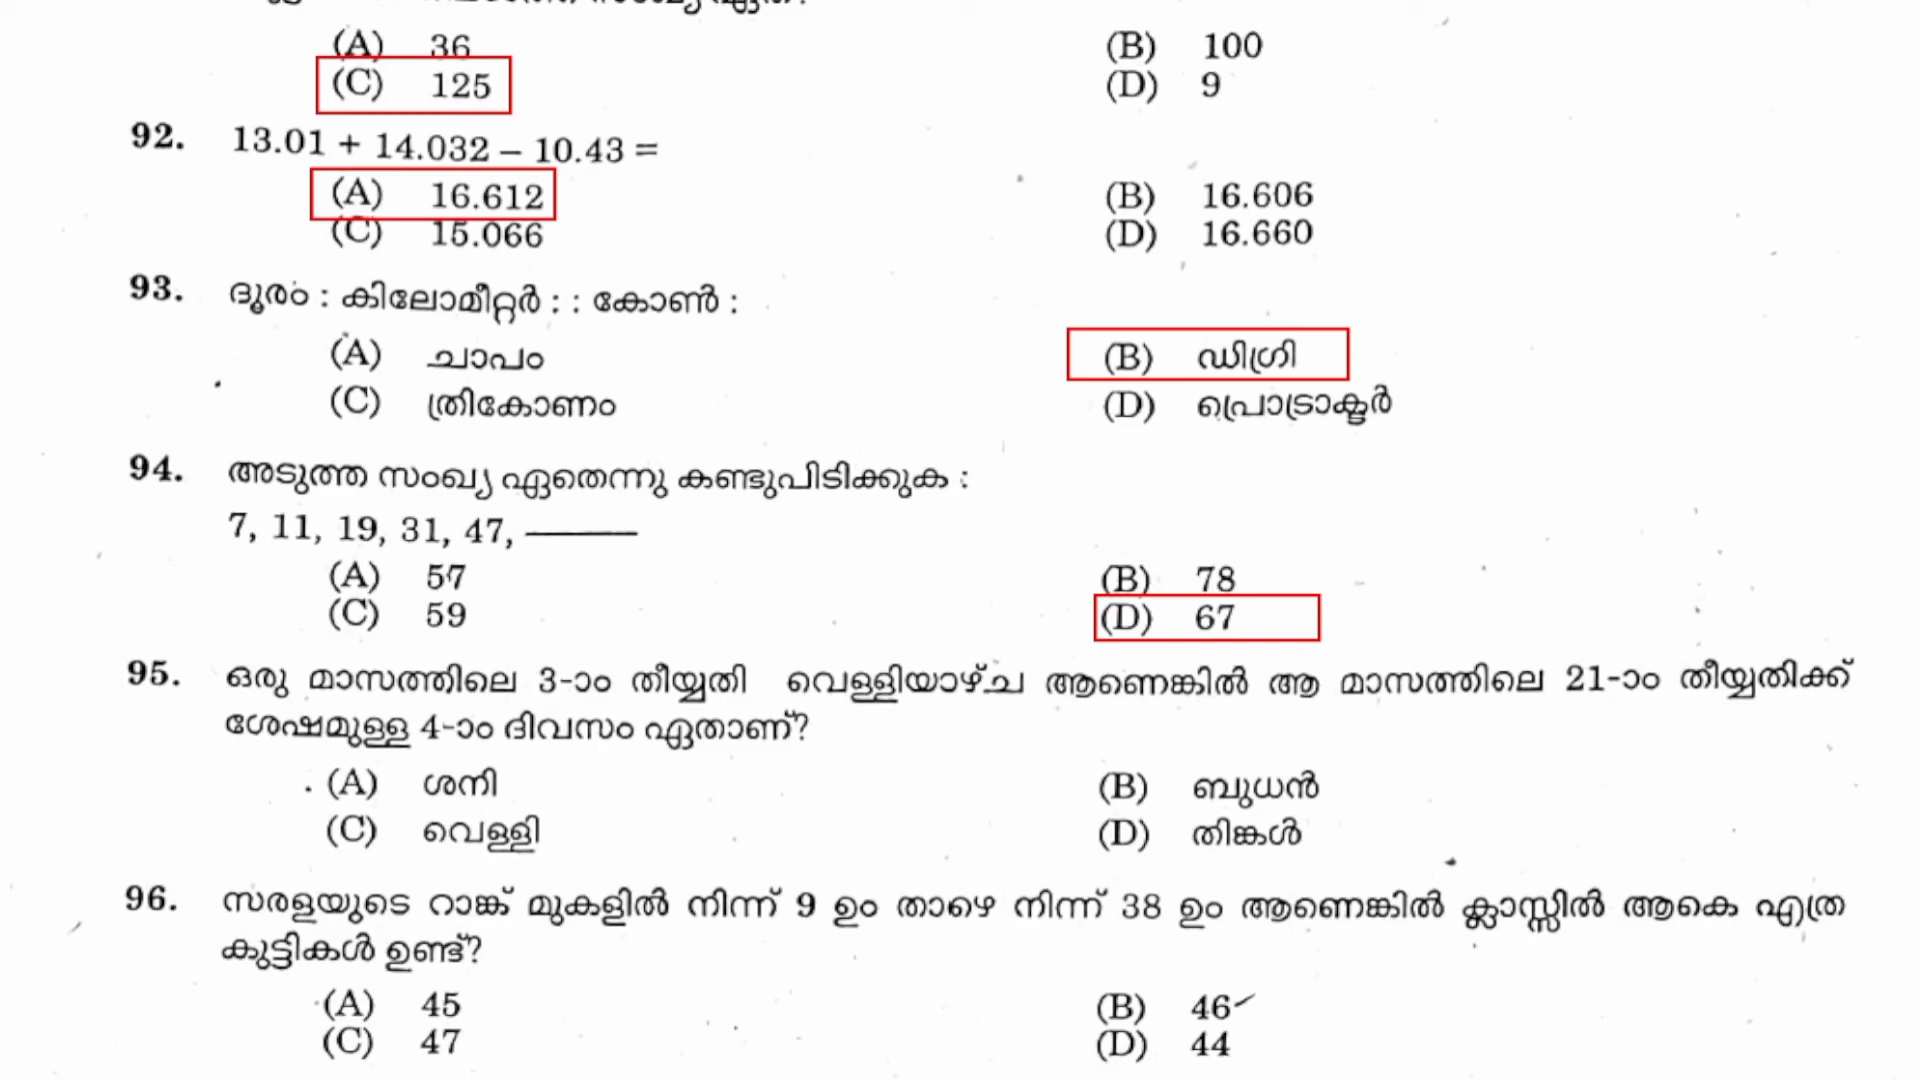 (A) 36 (B) 100
(C) 125 (D) 9
92. 13.01 + 14.032 – 10.43 =
(A) 16.612 (B) 16.606
(C) 15.066 (D) 16.660
93. ദൂരം : കിലോമീറ്റർ : : കോൺ :
(A) ചാപം (B) ഡിഗ്രി
(C) ത്രികോണം (D) പ്രൊട്രാക്ടർ
94. അടുത്ത സംഖ്യ ഏതെന്നു കണ്ടുപിടിക്കുക :
7, 11, 19, 31, 47, ———
(A) 57 (B) 78
(C) 59 (D) 67
95. ഒരു മാസത്തിലെ 3-ാം തീയ്യതി വെള്ളിയാഴ്ച ആണെങ്കിൽ ആ മാസത്തിലെ 21-ാം തീയ്യതിക്ക്
ശേഷമുള്ള 4-ാം ദിവസം ഏതാണ്?
(A) ശനി (B) ബുധൻ
(C) വെള്ളി (D) തിങ്കൾ
96. സരളയുടെ റാങ്ക് മുകളിൽ നിന്ന് 9 ഉം താഴെ നിന്ന് 38 ഉം ആണെങ്കിൽ ക്ലാസ്സിൽ ആകെ എത്ര
കുട്ടികൾ ഉണ്ട്?
(A) 45 (B) 46
(C) 47 (D) 44